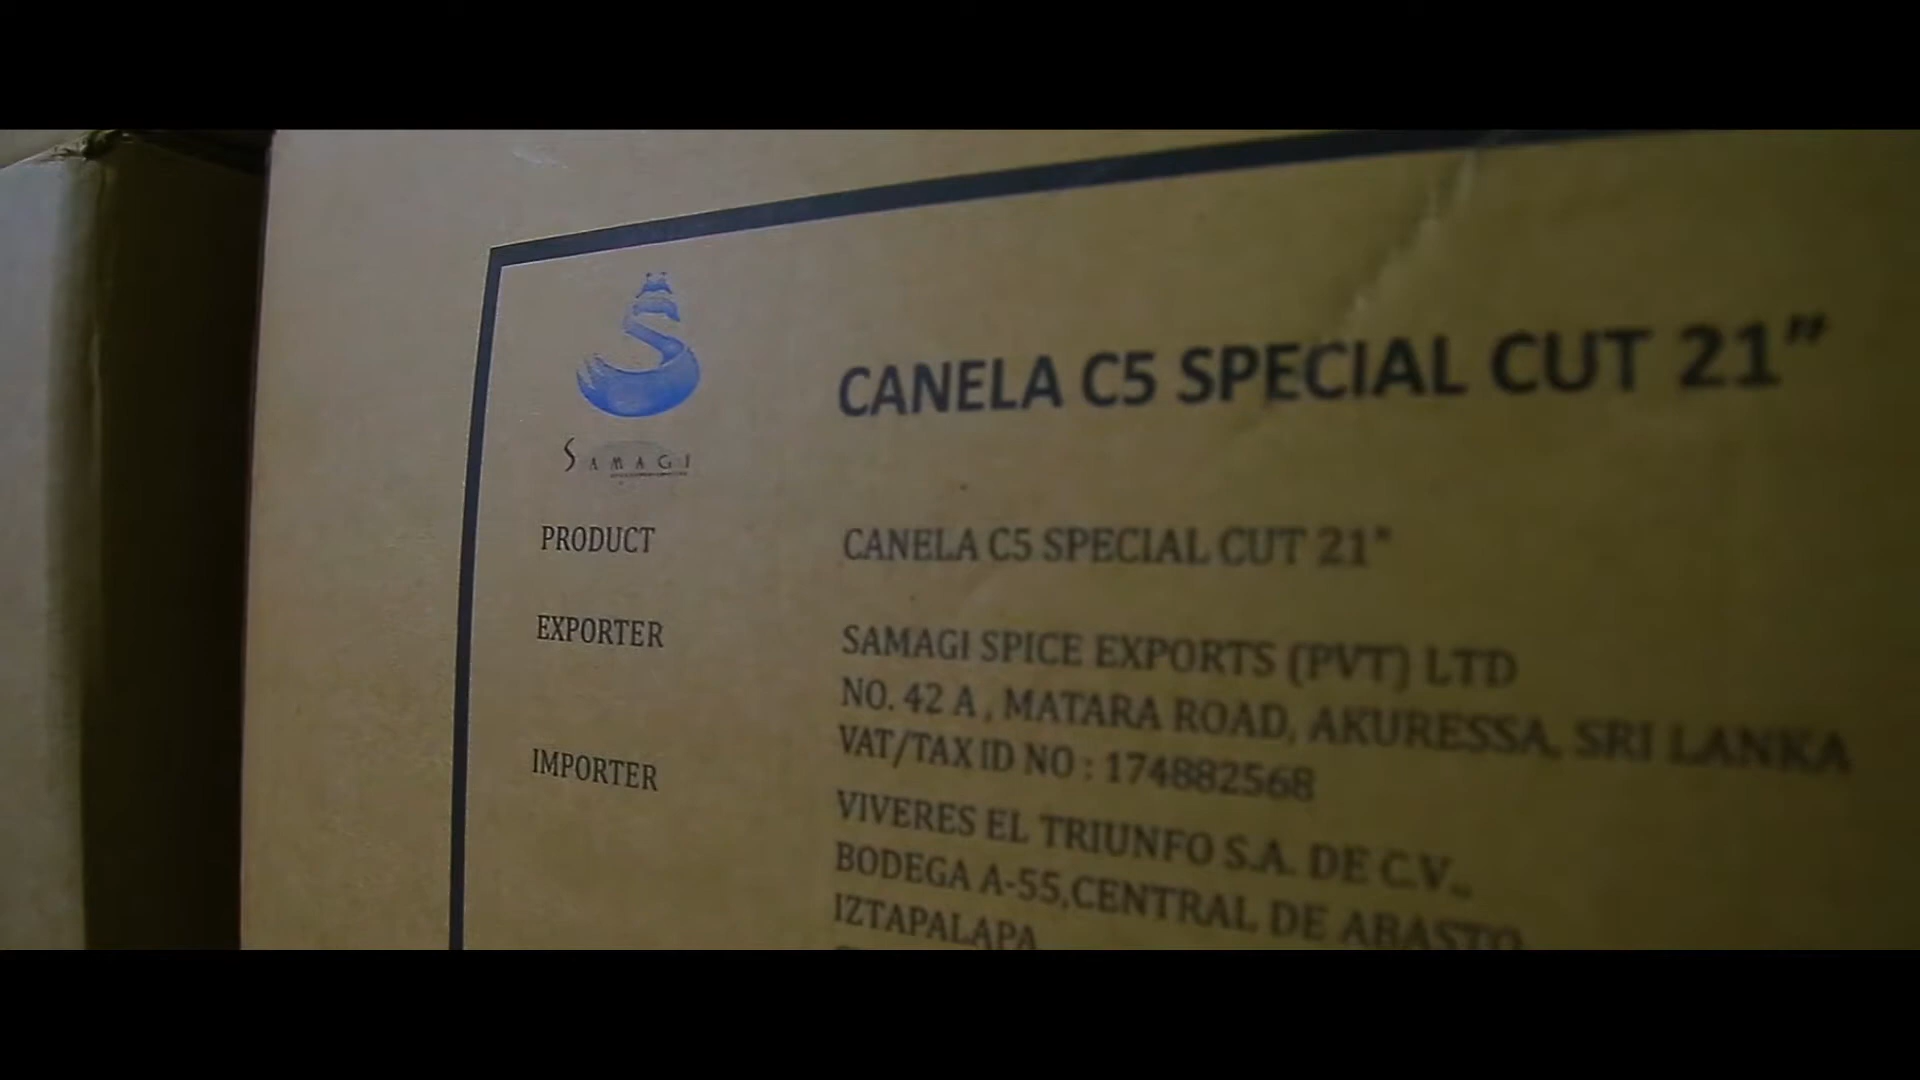 SAMAGI
CANELA C5 SPECIAL CUT 21”
PRODUCT CANELA C5 SPECIAL CUT 21"
EXPORTER SAMAGI SPICE EXPORTS (PVT) LTD
NO. 42 A , MATARA ROAD, AKURESSA, SRI LANKA
VAT/TAX ID NO : 174882568
IMPORTER VIVERES EL TRIUNFO S.A. DE C.V.,
BODEGA A-55,CENTRAL DE ABASTO,
IZTAPALAPA